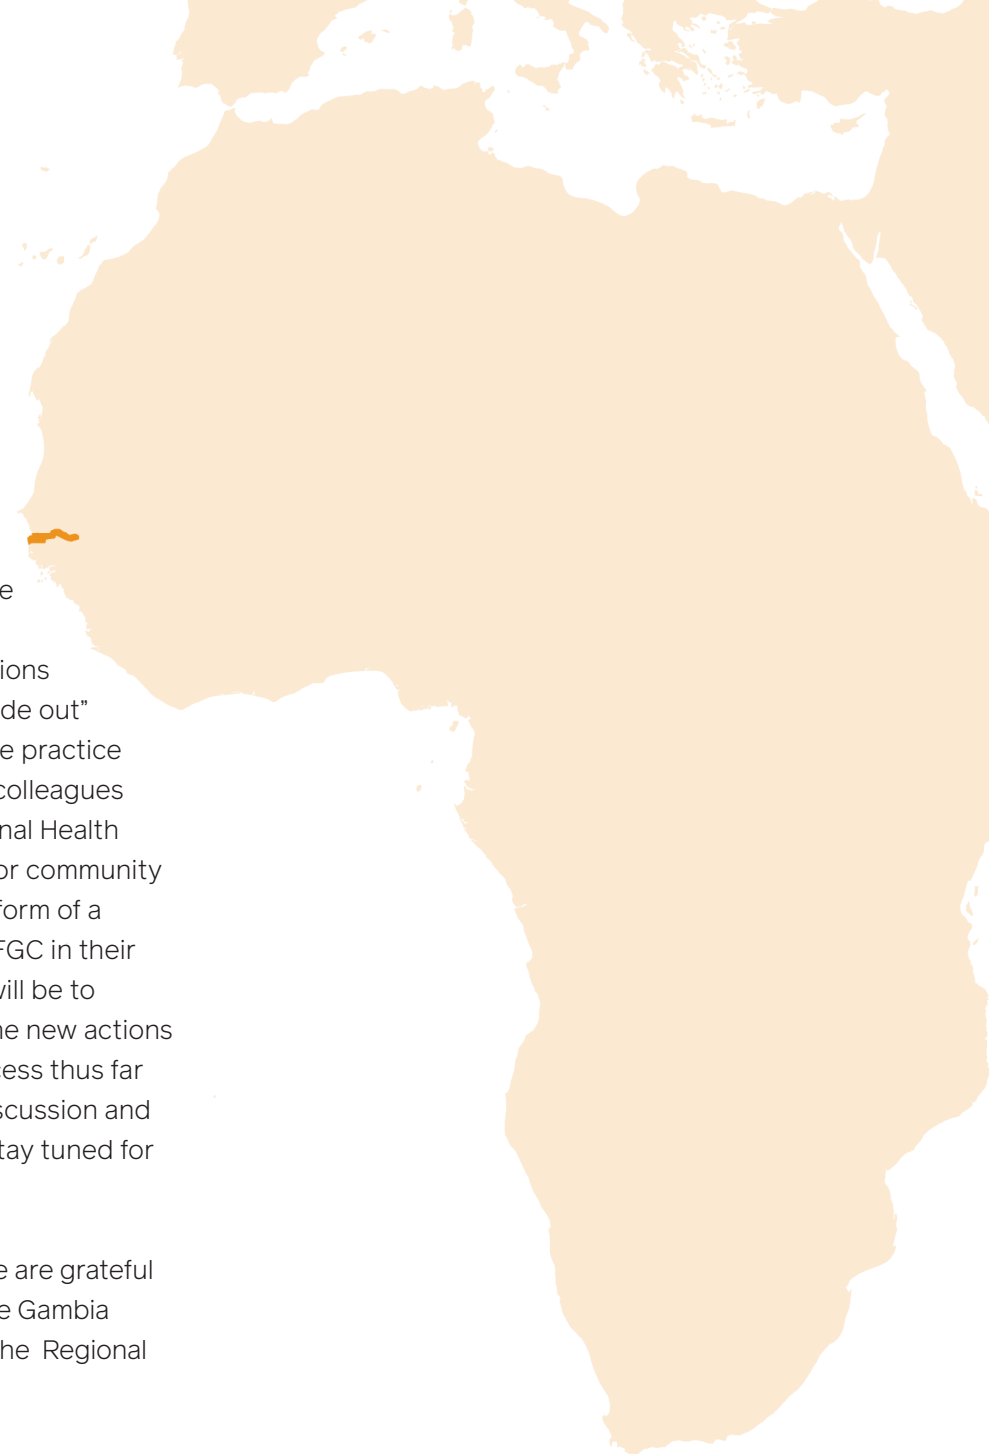 e
ions
de out”
e practice
colleagues
nal Health
or community
form of a
FGC in their
will be to
he new actions
cess thus far
scussion and
tay tuned for
e are grateful
e Gambia
he Regional